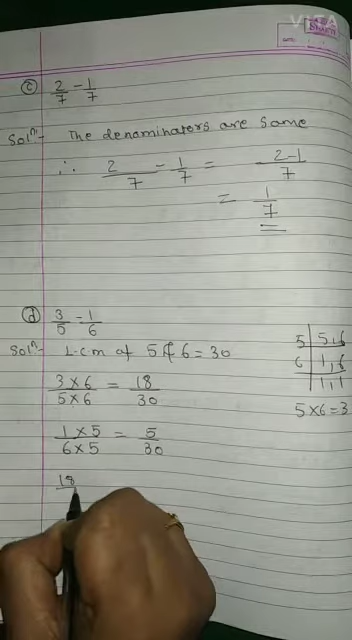 (c) 2/7 - 1/7
Solⁿ:- The denominators are same
∴ 2/7 - 1/7 = 2-1/7
= 1/7
=
(d) 3/5 - 1/6
Solⁿ:- L.C.M of 5 & 6 = 30
3×6/5×6 = 18/30
1×5/6×5 = 5/30
18
5 | 5,6
6 | 1,6
1,1
5×6=3